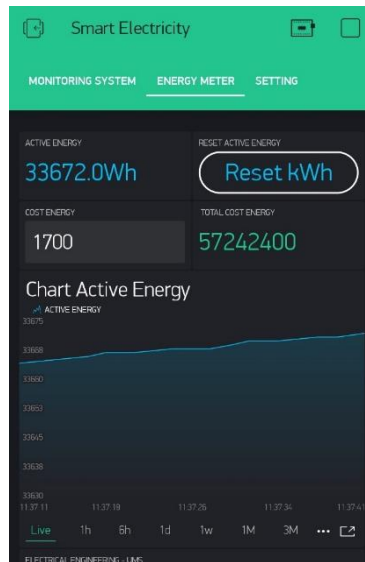 Smart Electricity
MONITORING SYSTEM ENERGY METER SETTING
ACTIVE ENERGY RESET ACTIVE ENERGY
33672.0Wh Reset kWh
COST ENERGY TOTAL COST ENERGY
1700 57242400
Chart Active Energy
ACTIVE ENERGY
33675
33668
33660
33653
33645
33638
33630
11:37:11 11:37:19 11:37:26 11:37:34 11:37:41
Live 1h 6h 1d 1w 1M 3M
ELECTRICAL ENGINEERING - UMS